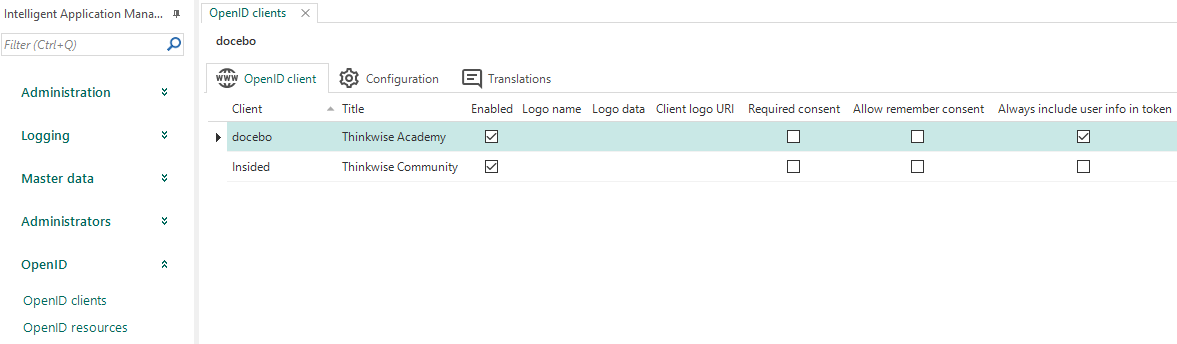 Intelligent Application Mana...
Filter (Ctrl+Q)
Administration
Logging
Master data
Administrators
OpenID
OpenID clients
OpenID resources
OpenID clients
docebo
WWW OpenID client Configuration Translations
Client Title Enabled Logo name Logo data Client logo URI Required consent Allow remember consent Always include user info in token
docebo Thinkwise Academy
Insided Thinkwise Community